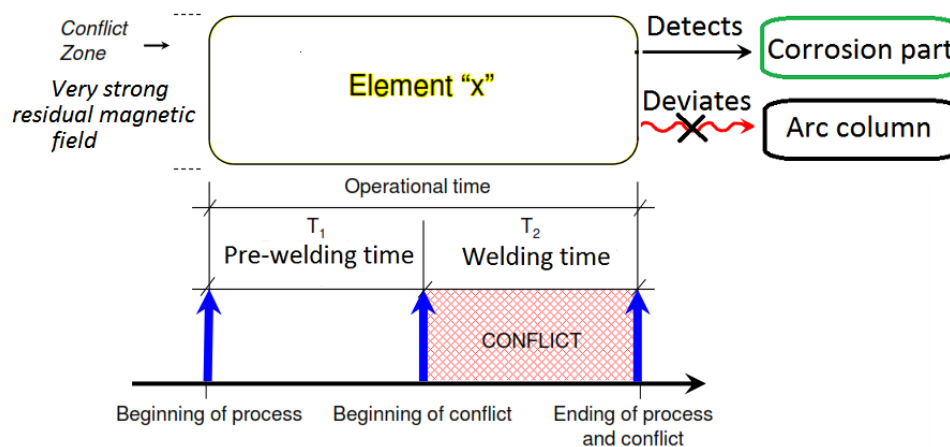 Conflict
Zone
Very strong
residual magnetic
field
Element “x”
Detects
Corrosion part
Deviates
Arc column
Operational time
T1
Pre-welding time
T2
Welding time
CONFLICT
Beginning of process
Beginning of conflict
Ending of process
and conflict